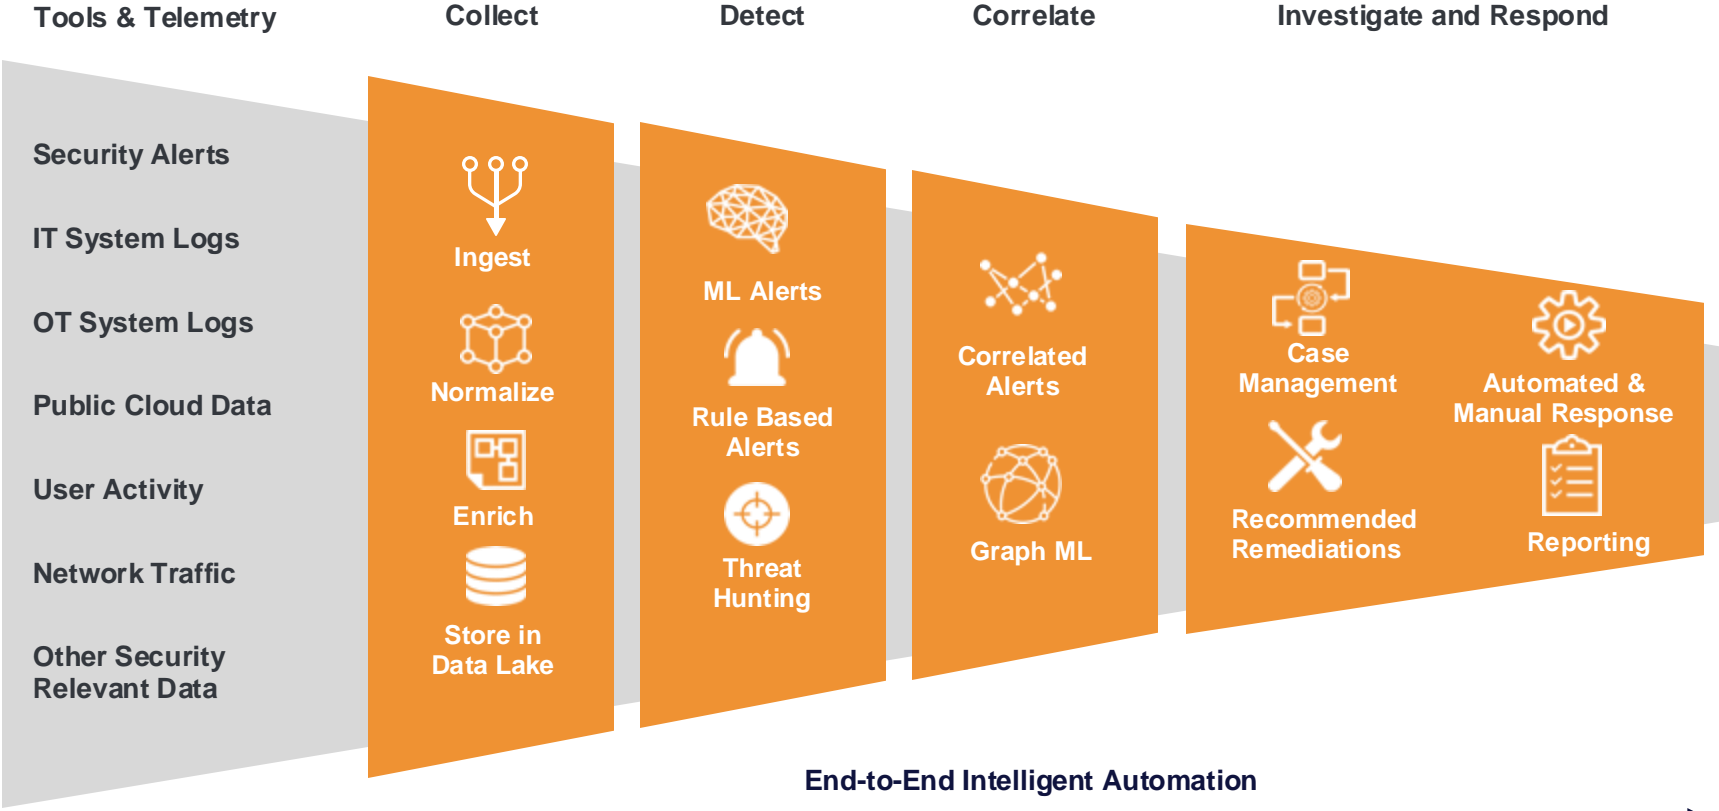 Tools & Telemetry
Collect
Detect
Correlate
Investigate and Respond
Security Alerts
IT System Logs
OT System Logs
Public Cloud Data
User Activity
Network Traffic
Other Security
Relevant Data
Ingest
Normalize
Enrich
Store in
Data Lake
ML Alerts
Rule Based
Alerts
Threat
Hunting
Correlated
Alerts
Graph ML
Case
Management
Recommended
Remediations
Automated &
Manual Response
Reporting
End-to-End Intelligent Automation